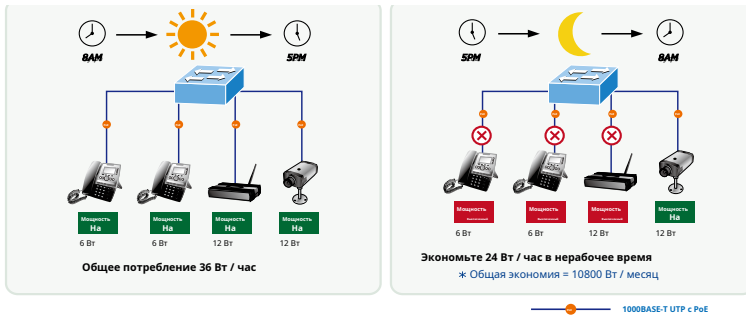 8AM
5PM
5PM
8AM
Мощность
На
Мощность
На
Мощность
На
Мощность
На
Мощность
Мощность
Мощность
Мощность
На
6 Вт
6 Вт
12 Вт
12 Вт
6 Вт
6 Вт
12 Вт
12 Вт
Общее потребление 36 Вт / час
Экономьте 24 Вт / час в нерабочее время
* Общая экономия = 10800 Вт / месяц
1000BASE-T UTP с PoE